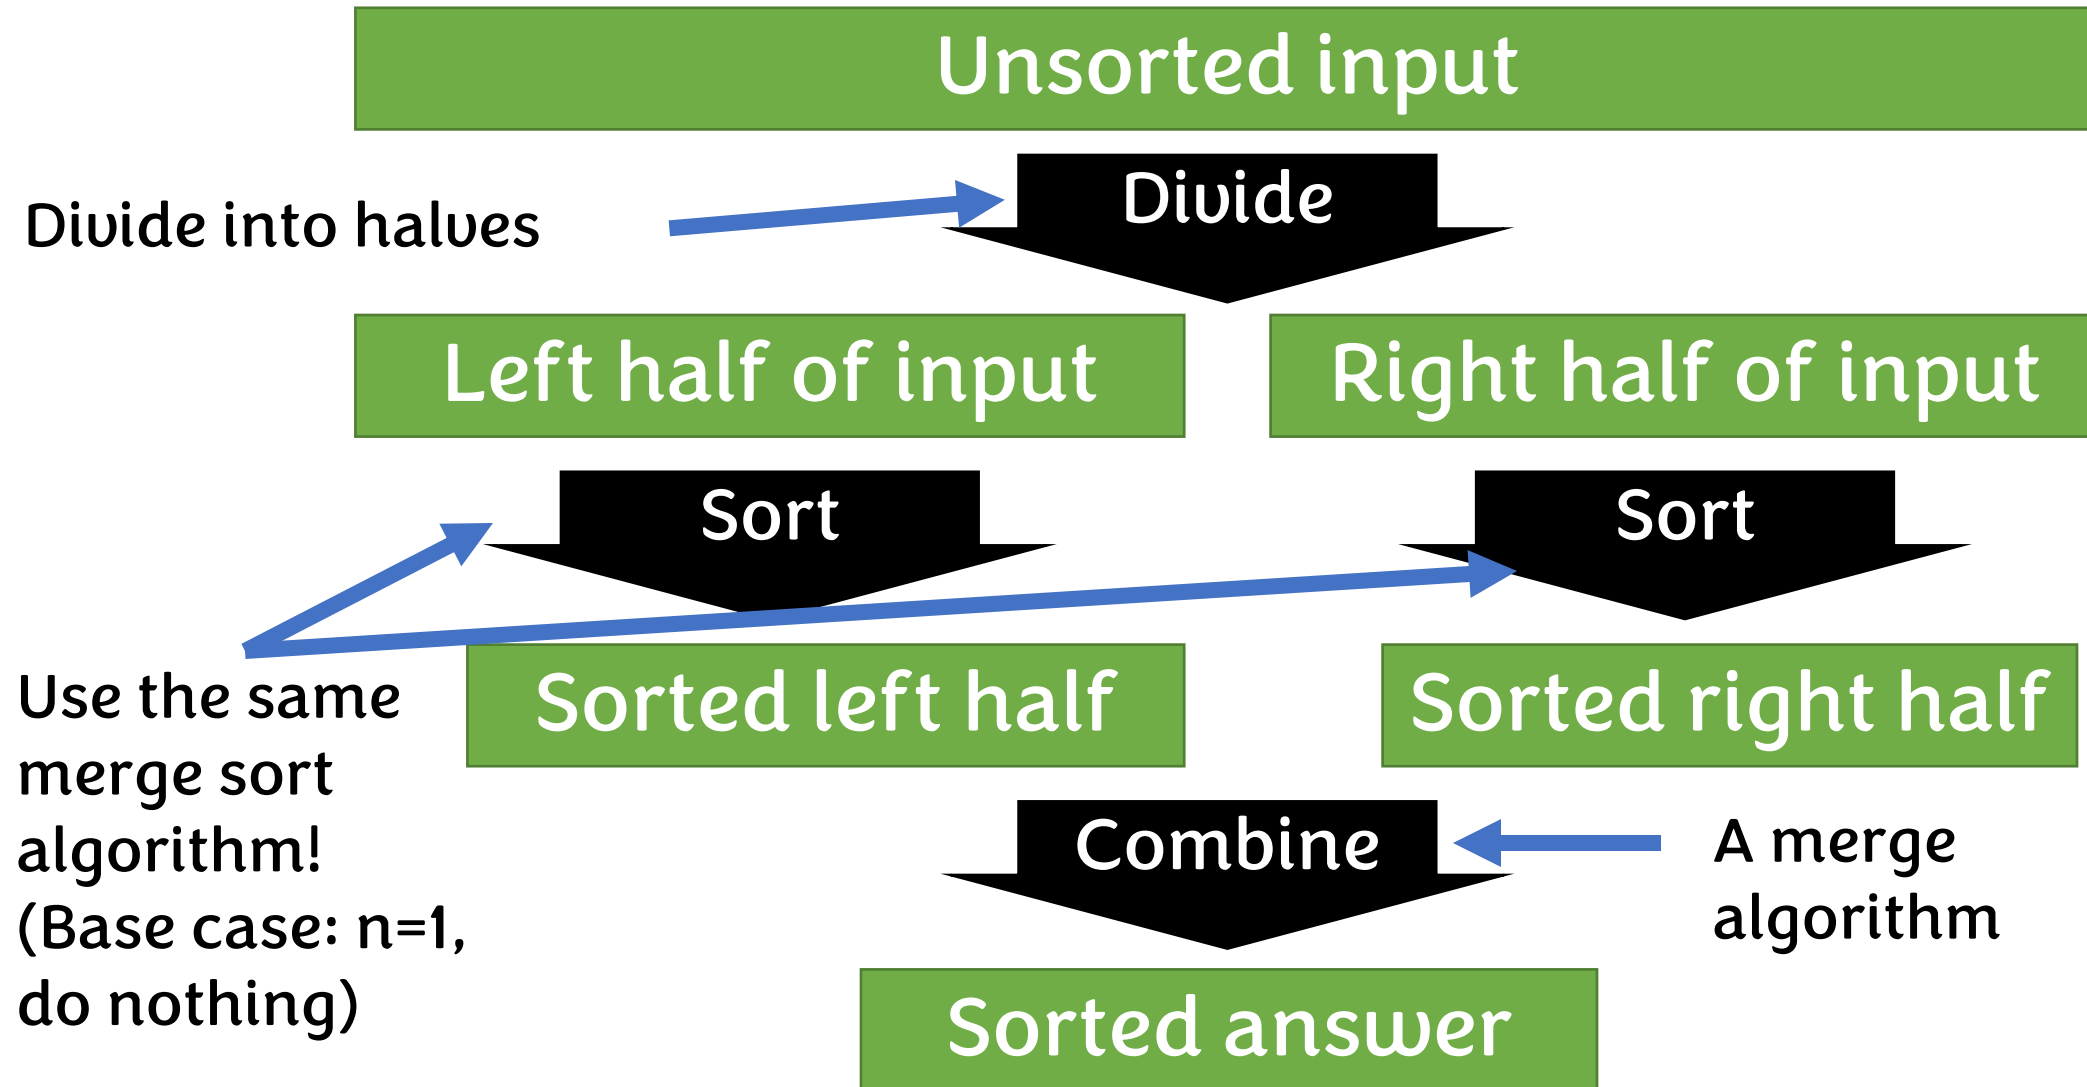 Unsorted input
Divide into halves
Divide
Left half of input
Right half of input
Sort
Sort
Use the same
merge sort
algorithm!
(Base case: n=1,
do nothing)
Sorted left half
Sorted right half
Combine
A merge
algorithm
Sorted answer